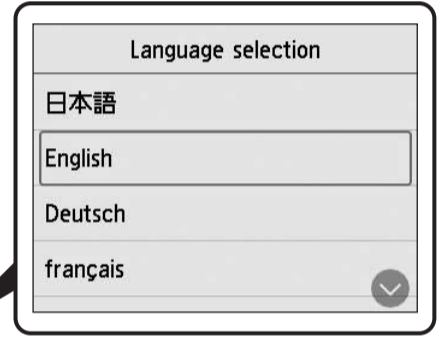 Language selection
日本語
English
Deutsch
français